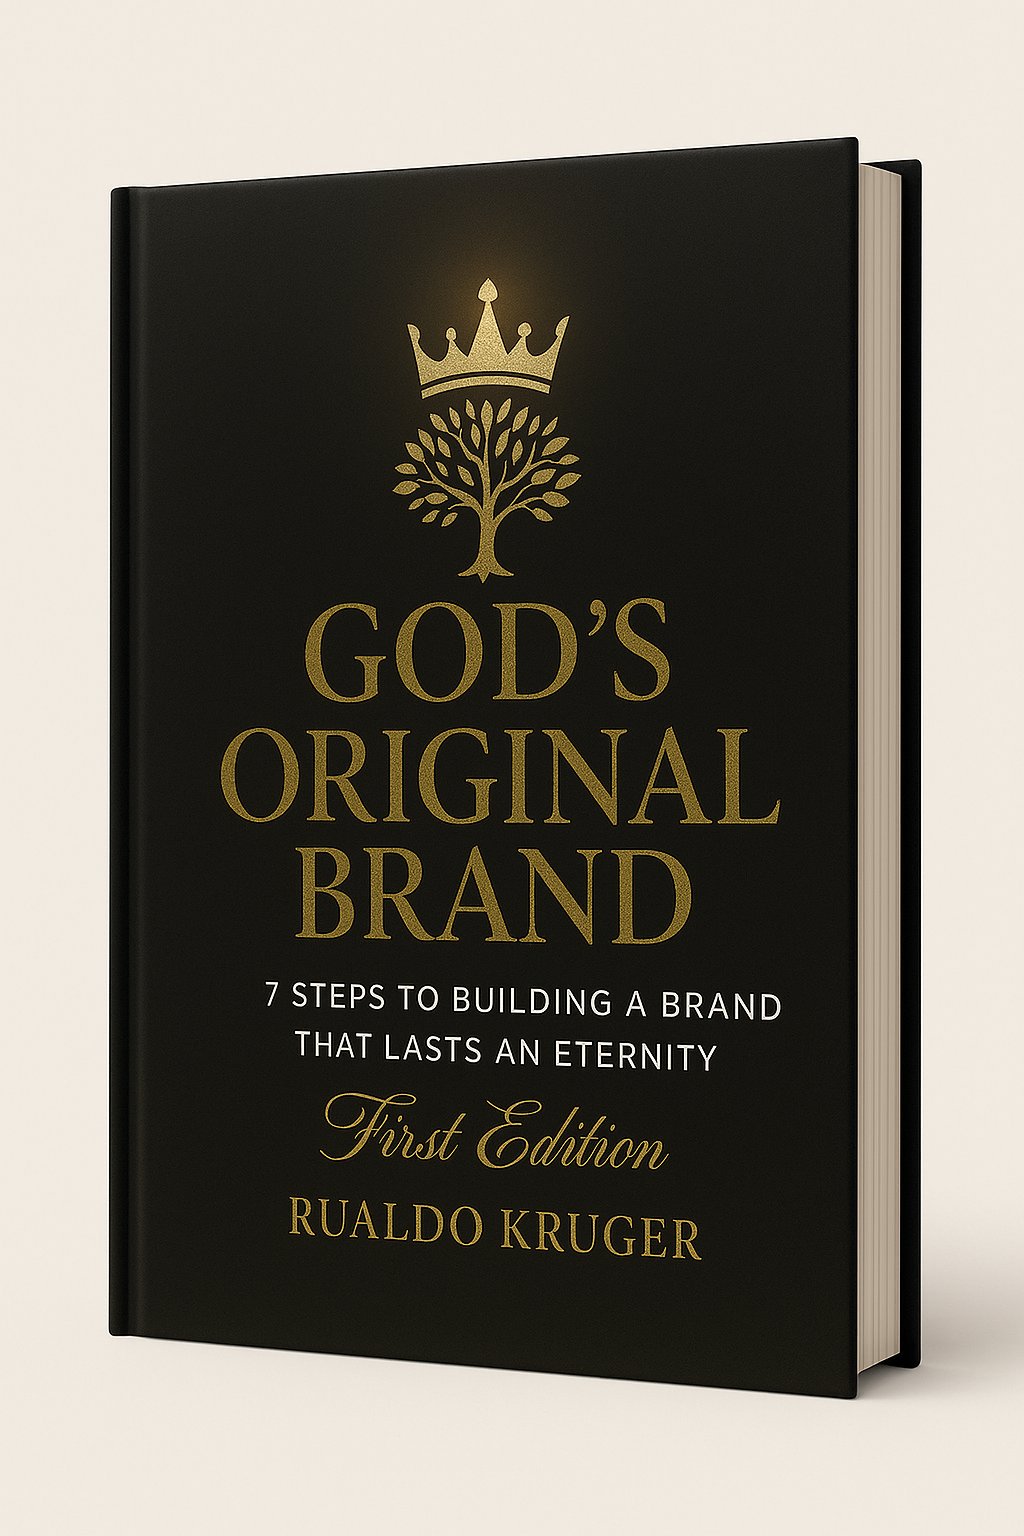 GOD'S
ORIGINAL
BRAND
7 STEPS TO BUILDING A BRAND
THAT LASTS AN ETERNITY
First Edition
RUALDO KRUGER